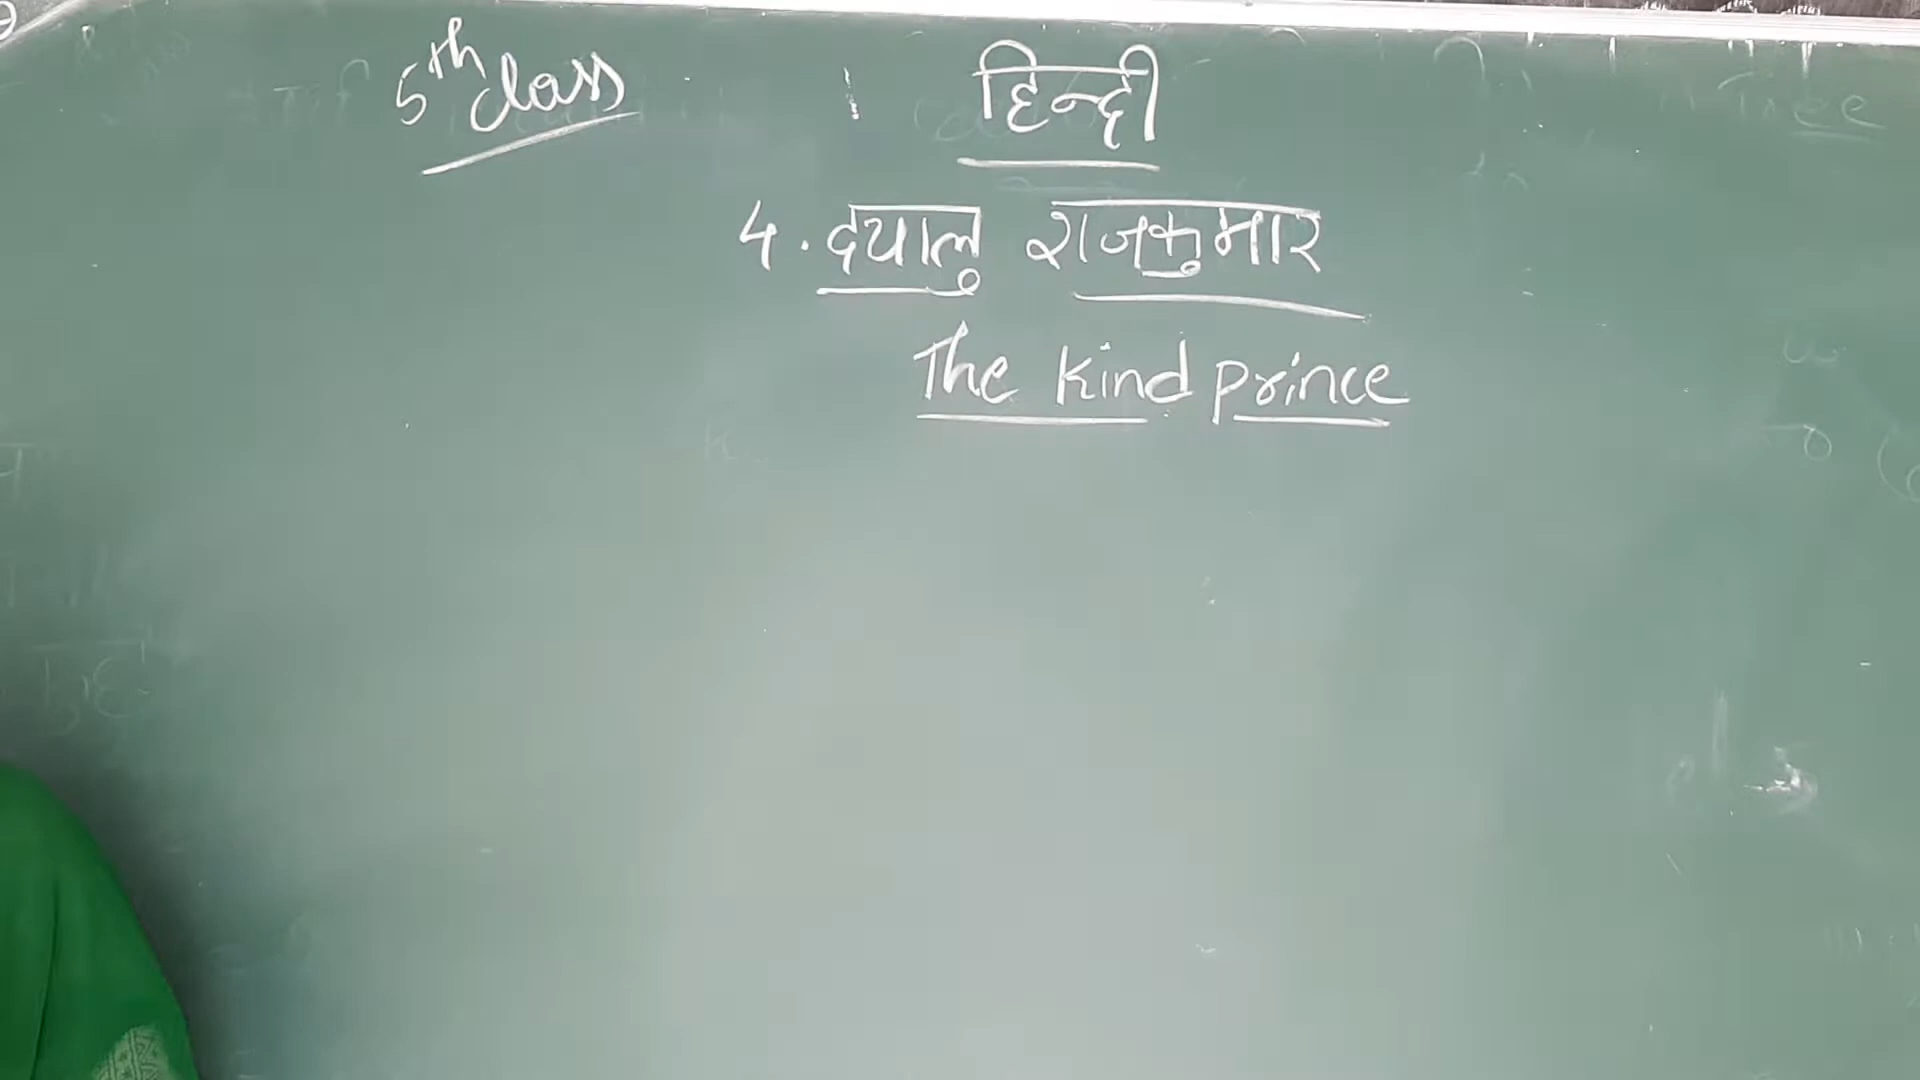 5th class हिन्दी
4. दयालु राजकुमार
The Kind prince